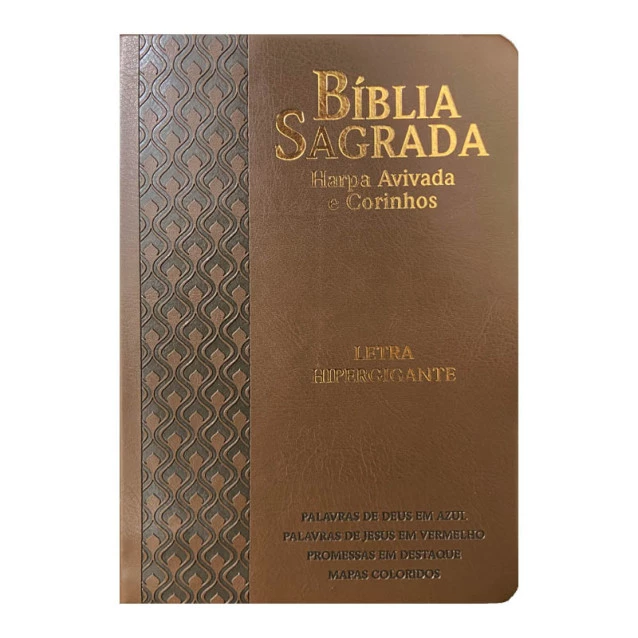 BÍBLIA
SAGRADA
Harpa Avivada
e Corinhos
LETRA
HIPERGIGANTE
PALAVRAS DE DEUS EM AZUL
PALAVRAS DE JESUS EM VERMELHO
PROMESSAS EM DESTAQUE
MAPAS COLORIDOS